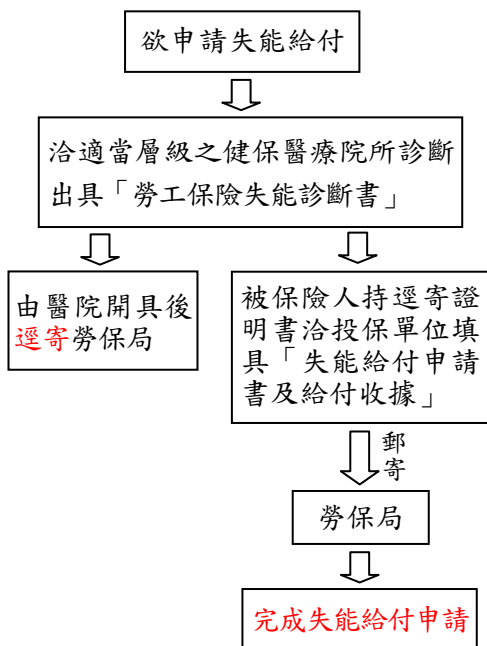 欲申請失能給付
洽適當層級之健保醫療院所診斷
出具「勞工保險失能診斷書」
由醫院開具後
逕寄勞保局
被保險人持逕寄證
明書洽投保單位填
具「失能給付申請
書及給付收據」
郵
寄
勞保局
完成失能給付申請